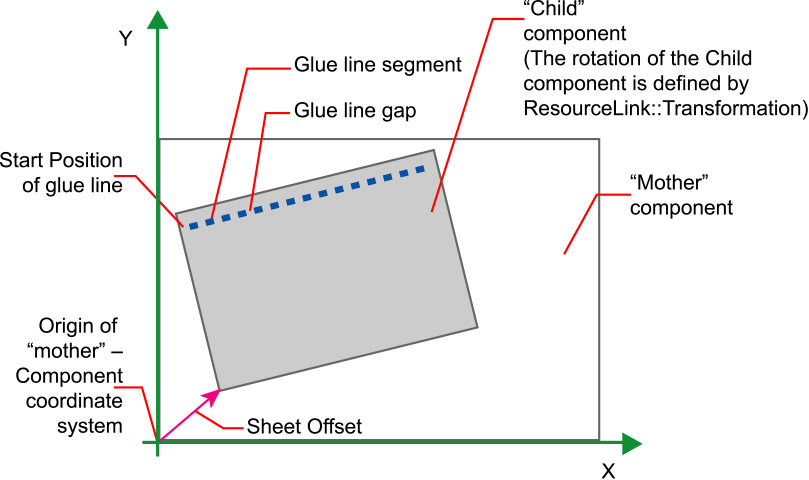 “Child”
component
(The rotation of the Child
component is defined by
ResourceLink::Transformation)
Y
Glue line segment
Glue line gap
Start Position
of glue line
“Mother”
component
Origin of
“mother” –
Component
coordinate
system
Sheet Offset
X